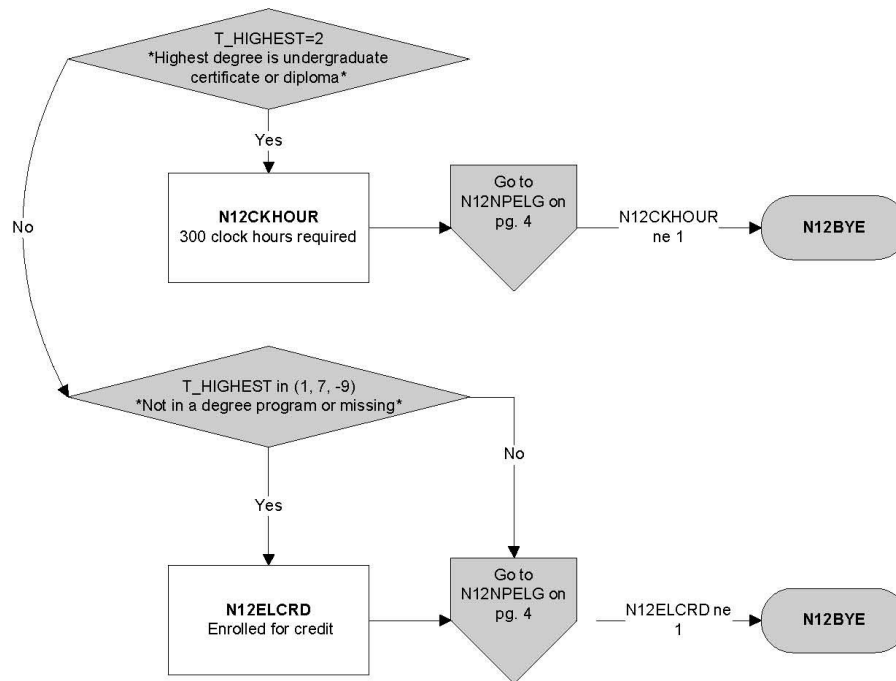 T_HIGHEST=2
*Highest degree is undergraduate
certificate or diploma*
Yes
N12CKHOUR
300 clock hours required
Go to
N12NPELG on
pg. 4
N12CKHOUR
ne 1
N12BYE
No
T_HIGHEST in (1, 7, -9)
*Not in a degree program or missing*
No
Yes
N12ELCRD
Enrolled for credit
Go to
N12NPELG on
pg. 4
N12ELCRD ne
1
N12BYE